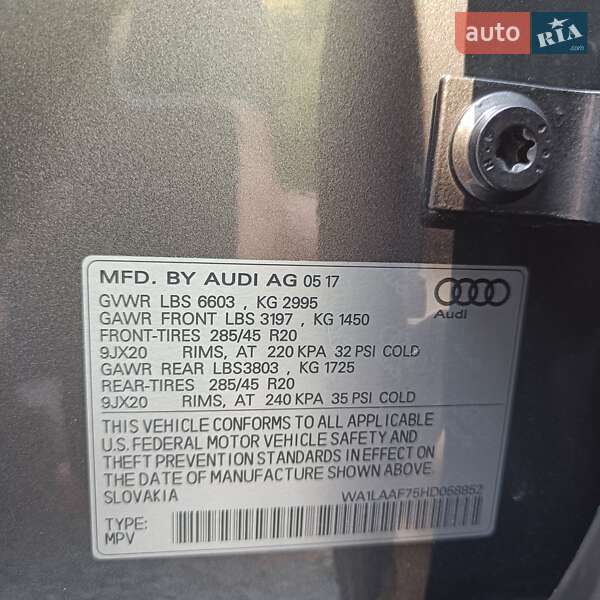 auto RIA.com
MFD. BY AUDI AG 05 17
GVWR LBS 6603 , KG 2995
GAWR FRONT LBS 3197 , KG 1450
FRONT-TIRES 285/45 R20
9JX20 RIMS, AT 220 KPA 32 PSI COLD
GAWR REAR LBS3803 , KG 1725
REAR-TIRES 285/45 R20
9JX20 RIMS, AT 240 KPA 35 PSI COLD
Audi
THIS VEHICLE CONFORMS TO ALL APPLICABLE
U.S. FEDERAL MOTOR VEHICLE SAFETY AND
THEFT PREVENTION STANDARDS IN EFFECT ON
THE DATE OF MANUFACTURE SHOWN ABOVE.
SLOVAKIA
WA1LAAF75HD058852
TYPE:
MPV